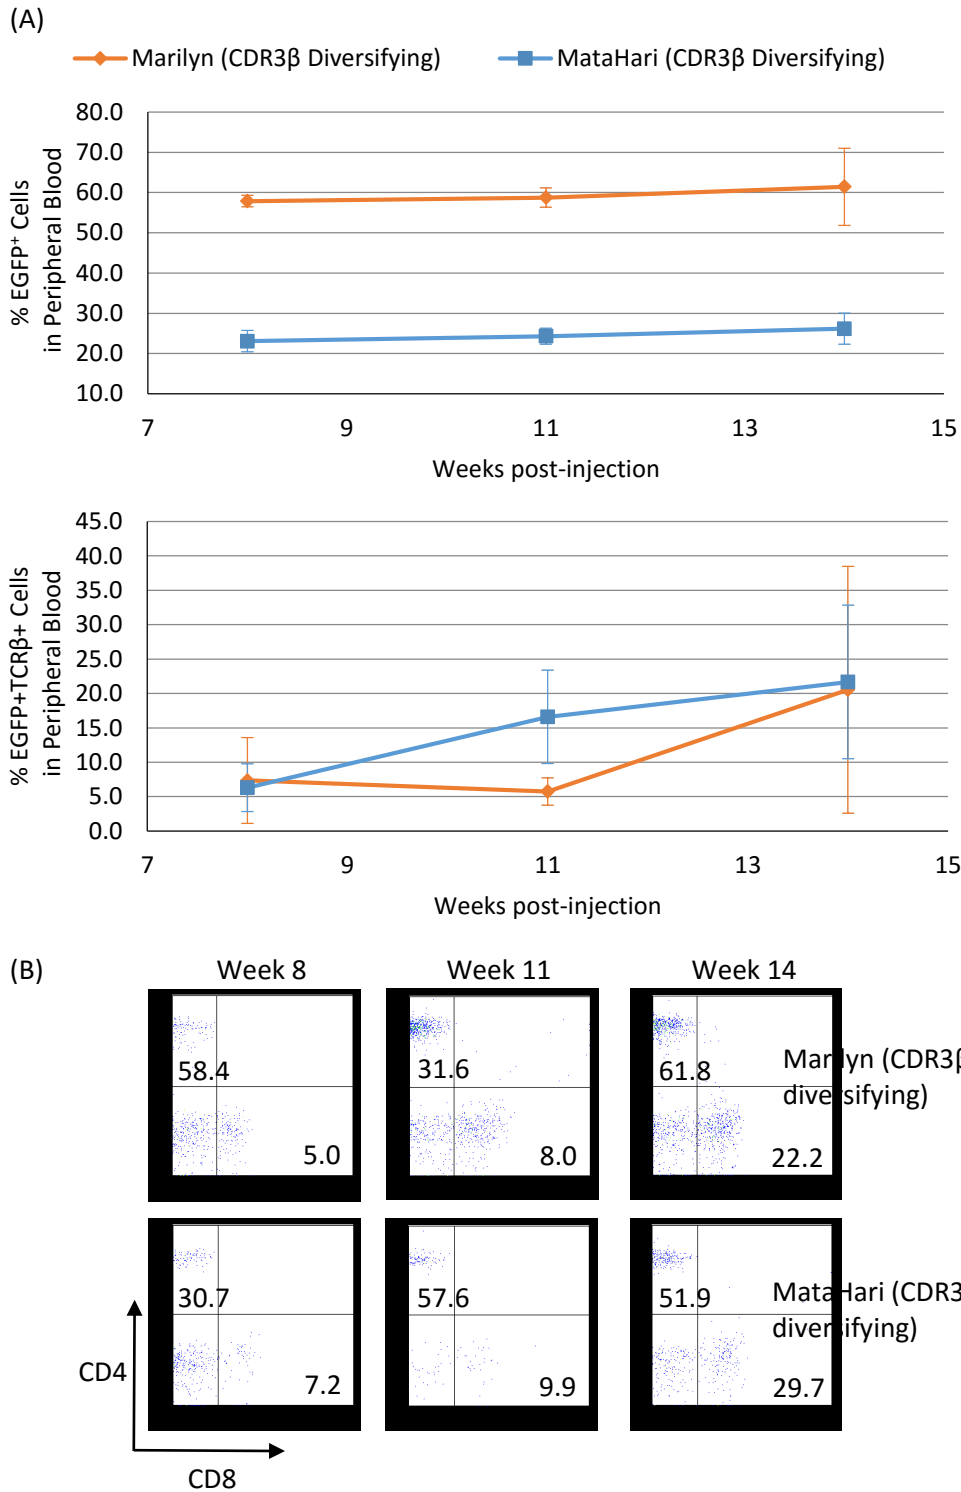 (A)
Marilyn (CDR3β Diversifying) MataHari (CDR3β Diversifying)
% EGFP⁺ Cells
in Peripheral Blood
80.0
70.0
60.0
50.0
40.0
30.0
20.0
10.0
7 9 11 13 15
Weeks post-injection
% EGFP+TCRβ+ Cells
in Peripheral Blood
45.0
40.0
35.0
30.0
25.0
20.0
15.0
10.0
5.0
0.0
7 9 11 13 15
Weeks post-injection
(B)
Week 8 Week 11 Week 14
58.4 31.6 61.8
5.0 8.0 22.2
Marilyn (CDR3β
diversifying)
30.7 57.6 51.9
7.2 9.9 29.7
MataHari (CDR3
diversifying)
CD4
CD8